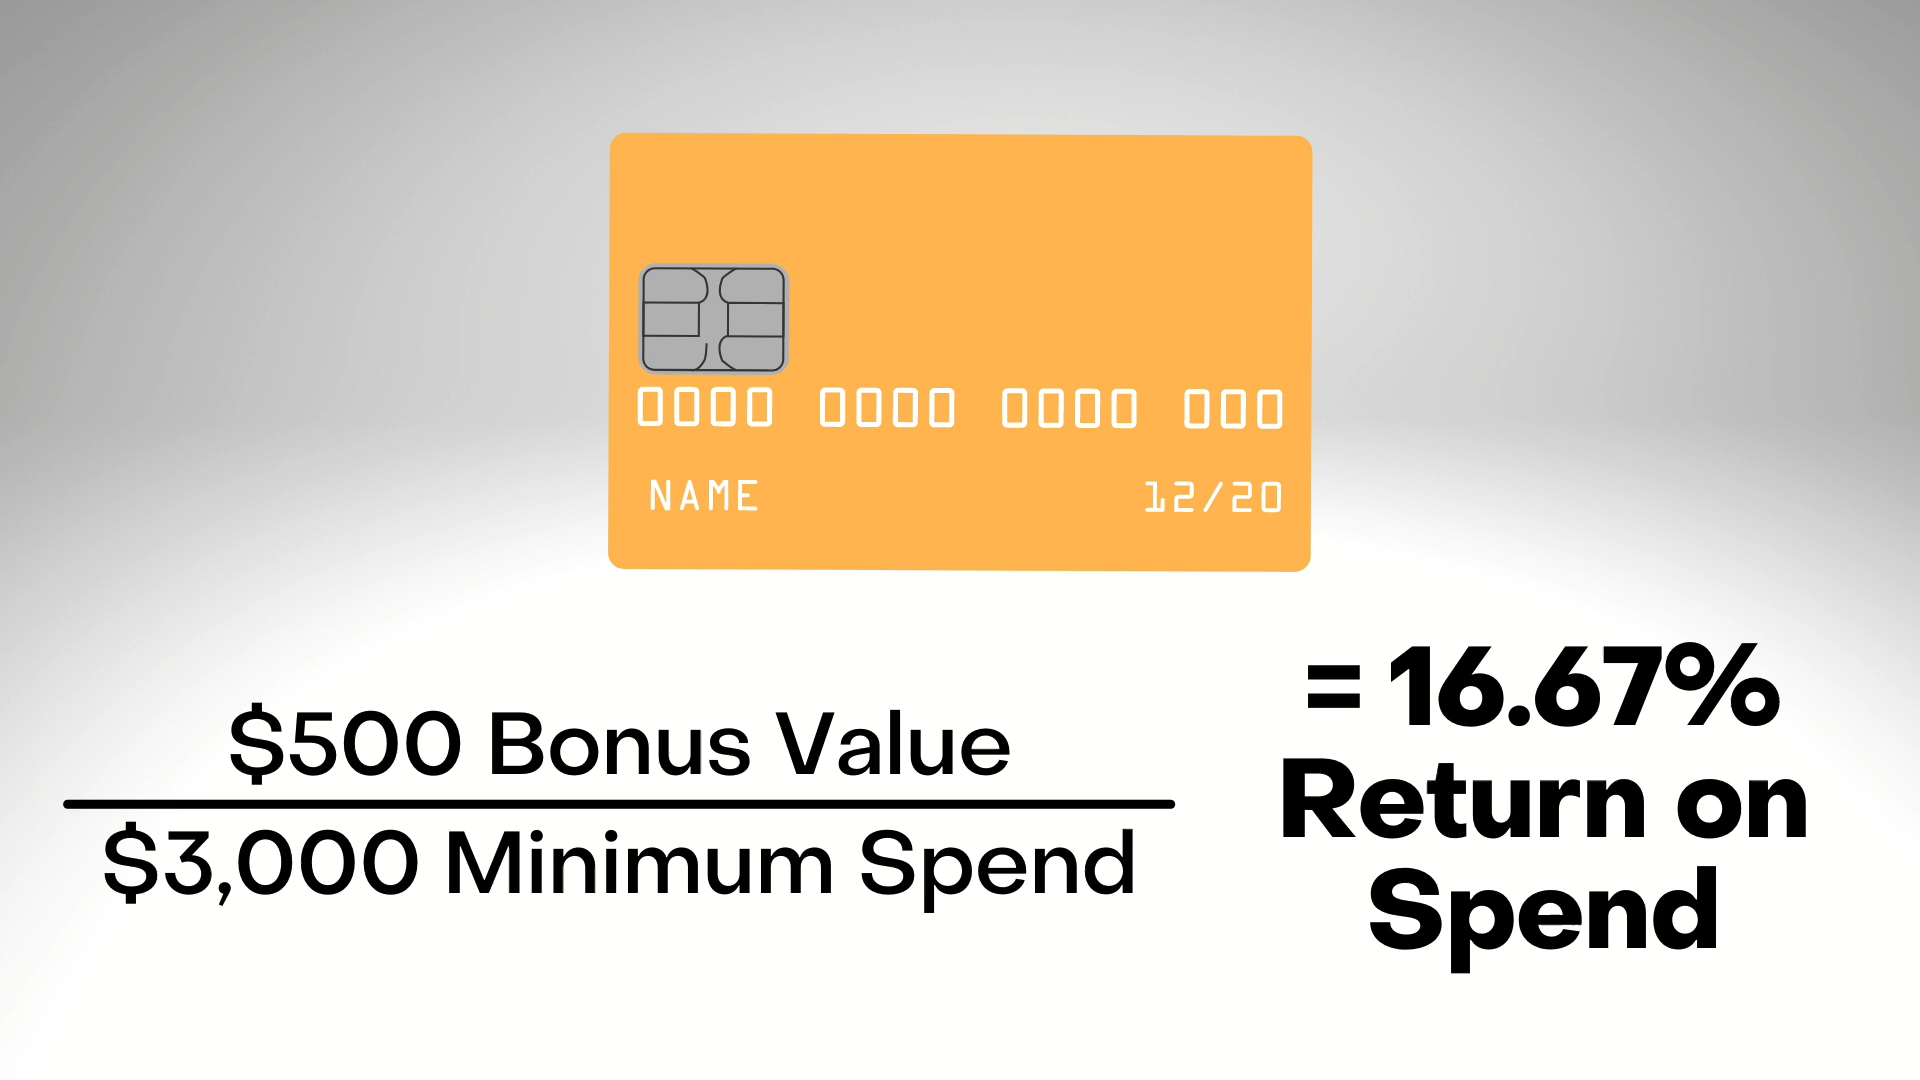 0000 0000 0000 000
NAME 12/20
$500 Bonus Value
$3,000 Minimum Spend
= 16.67%
Return on
Spend